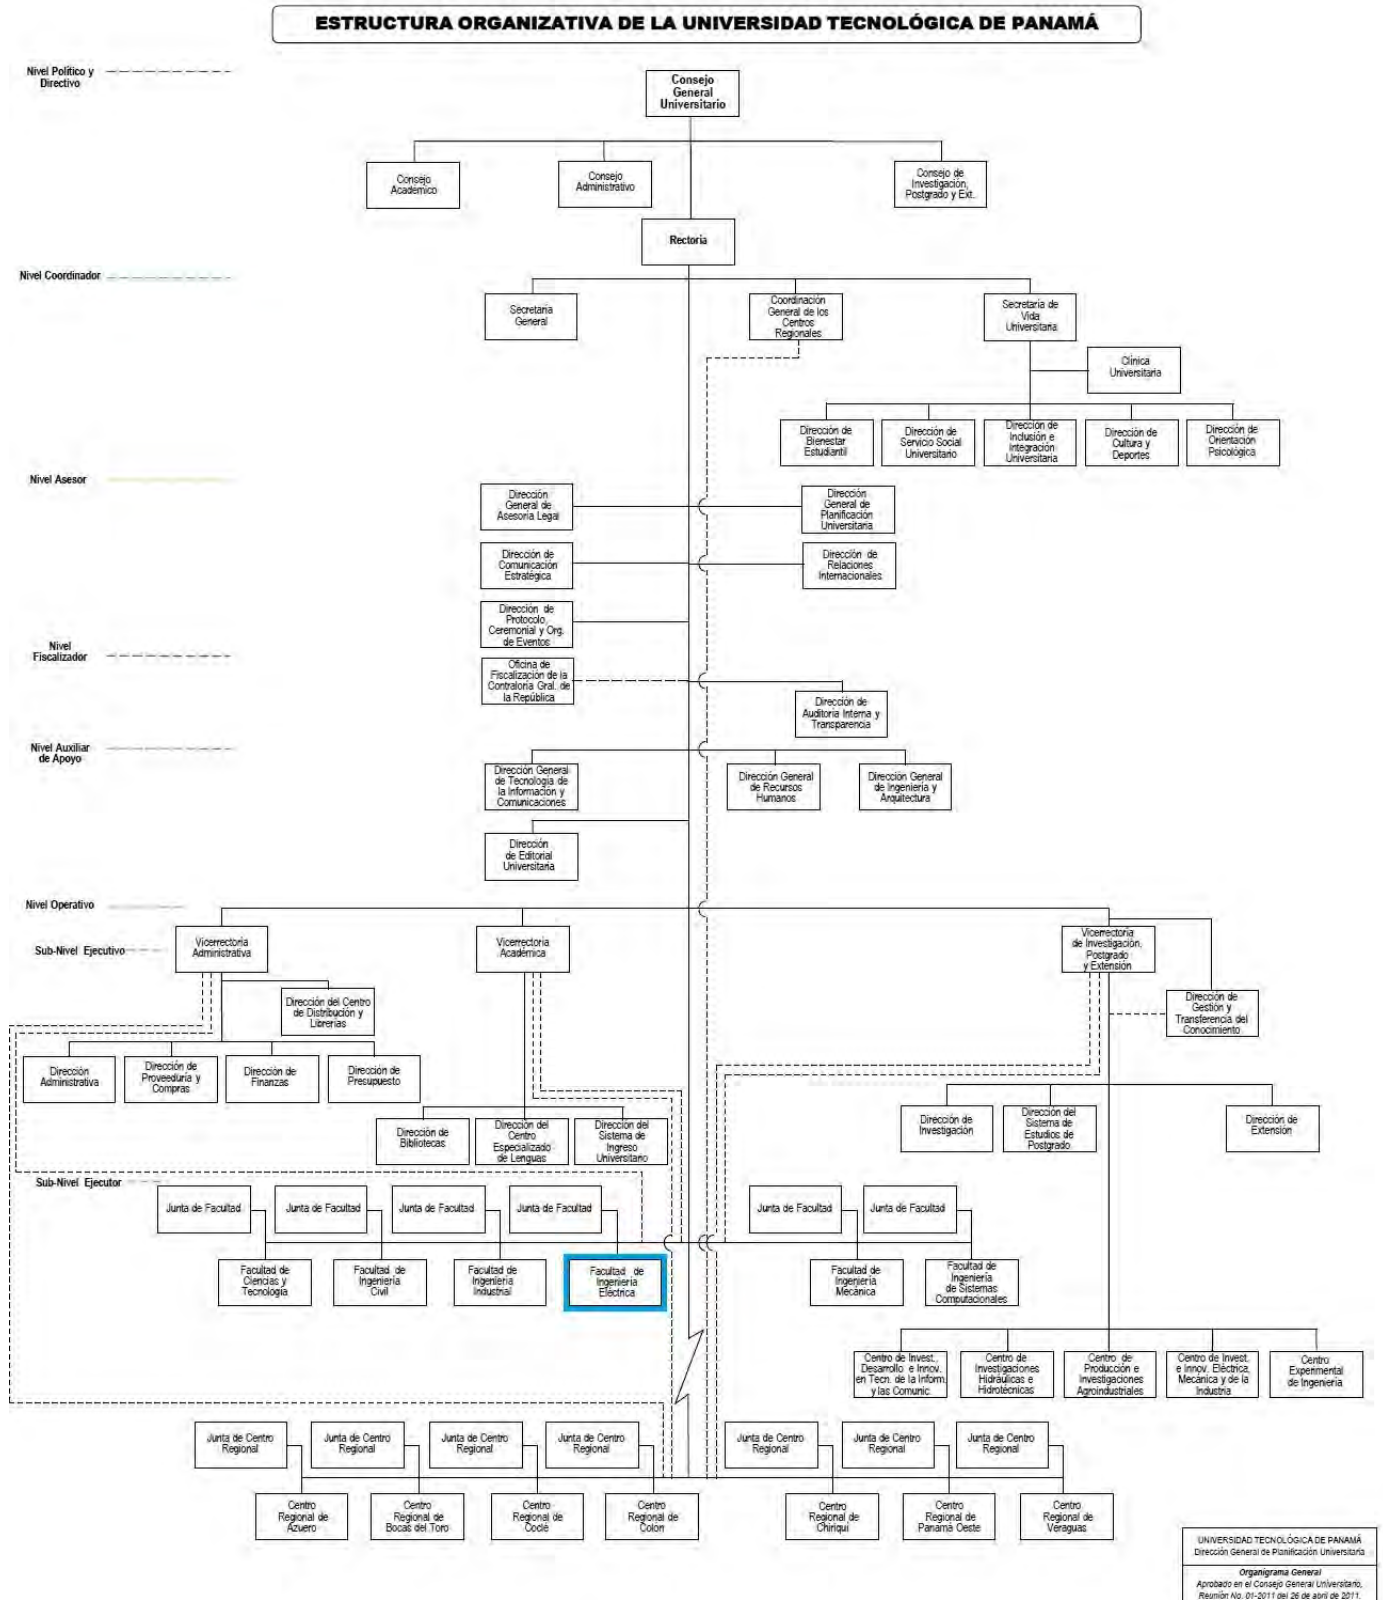 ESTRUCTURA ORGANIZATIVA DE LA UNIVERSIDAD TECNOLÓGICA DE PANAMÁ
Nivel Político y
Directivo
Consejo
General
Universitario
Consejo
Académico
Consejo
Administrativo
Consejo de
Investigación,
Postgrado y Ext.
Rectoría
Nivel Coordinador
Secretaría
General
Coordinación
General de los
Centros
Regionales
Secretaría de
Vida
Universitaria
Clínica
Universitaria
Dirección de
Bienestar
Estudiantil
Dirección de
Servicio Social
Universitario
Dirección de
Inclusión e
Integración
Universitaria
Dirección de
Cultura y
Deportes
Dirección de
Orientación
Psicológica
Nivel Asesor
Dirección
General de
Asesoría Legal
Dirección
General de
Planificación
Universitaria
Dirección de
Comunicación
Estratégica
Dirección de
Relaciones
Internacionales
Dirección de
Protocolo,
Ceremonial y Org.
de Eventos
Nivel
Fiscalizador
Oficina de
Fiscalización de la
Contraloría Gral. de
la República
Dirección de
Auditoría Interna y
Transparencia
Nivel Auxiliar
de Apoyo
Dirección General
de Tecnología de
la Información y
Comunicaciones
Dirección General
de Recursos
Humanos
Dirección General
de Ingeniería y
Arquitectura
Dirección
de Editorial
Universitaria
Nivel Operativo
Sub-Nivel Ejecutivo
Vicerrectoría
Administrativa
Vicerrectoría
Académica
Vicerrectoría
de Investigación,
Postgrado
y Extensión
Dirección del Centro
de Distribución y
Librerías
Dirección de
Gestión y
Transferencia del
Conocimiento
Dirección
Administrativa
Dirección de
Proveeduría y
Compras
Dirección de
Finanzas
Dirección de
Presupuesto
Dirección de
Bibliotecas
Dirección del
Centro
Especializado
de Lenguas
Dirección del
Sistema de
Ingreso
Universitario
Dirección de
Investigación
Dirección del
Sistema de
Estudios de
Postgrado
Dirección de
Extensión
Sub-Nivel Ejecutor
Junta de Facultad
Junta de Facultad
Junta de Facultad
Junta de Facultad
Junta de Facultad
Junta de Facultad
Facultad de
Ciencias y
Tecnología
Facultad de
Ingeniería
Civil
Facultad de
Ingeniería
Industrial
Facultad de
Ingeniería
Eléctrica
Facultad de
Ingeniería
Mecánica
Facultad de
Ingeniería
de Sistemas
Computacionales
Centro de Invest.,
Desarrollo e Innov.
en Tecn. de la Inform.
y las Comunic.
Centro de
Investigaciones
Hidráulicas e
Hidrotécnicas
Centro de
Producción e
Investigaciones
Agroindustriales
Centro de Invest.
e Innov. Eléctrica,
Mecánica y de la
Industria
Centro
Experimental
de Ingeniería
Junta de Centro
Regional
Junta de Centro
Regional
Junta de Centro
Regional
Junta de Centro
Regional
Junta de Centro
Regional
Junta de Centro
Regional
Junta de Centro
Regional
Centro
Regional de
Azuero
Centro
Regional de
Bocas del Toro
Centro
Regional de
Coclé
Centro
Regional de
Colón
Centro
Regional de
Chiriquí
Centro
Regional de
Panamá Oeste
Centro
Regional de
Veraguas
UNIVERSIDAD TECNOLÓGICA DE PANAMÁ
Dirección General de Planificación Universitaria
Organigrama General
Aprobado en el Consejo General Universitario,
Reunión No. 01-2011 del 26 de abril de 2011.